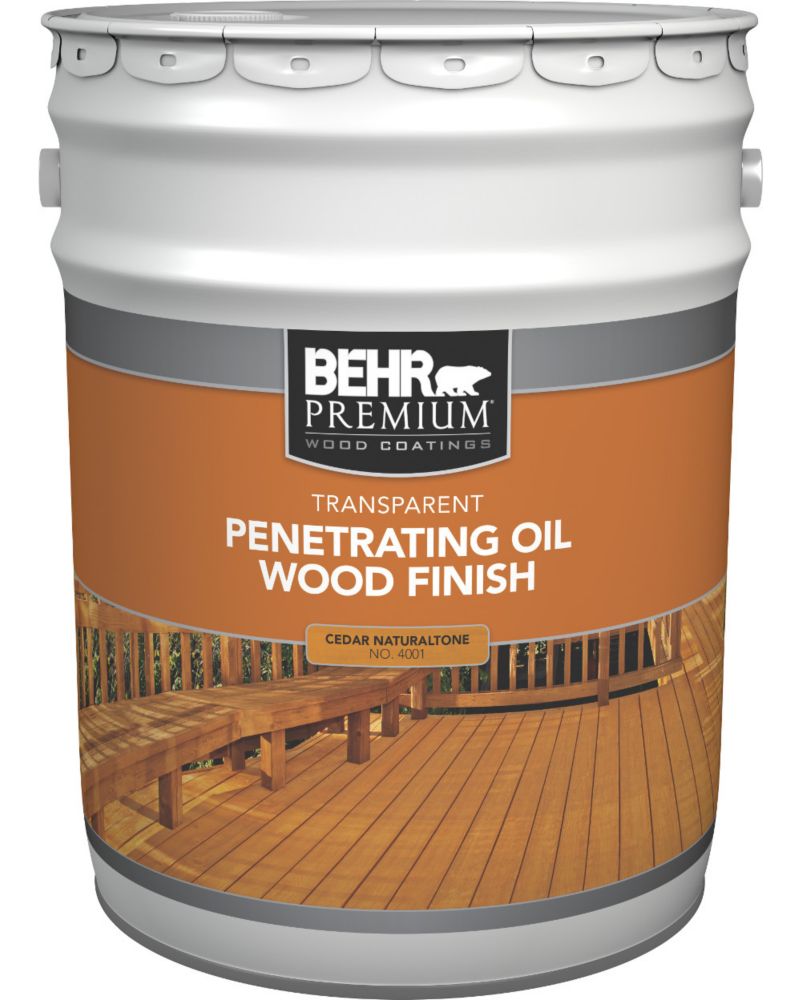 BEHR
PREMIUM®
WOOD COATINGS
TRANSPARENT
PENETRATING OIL
WOOD FINISH
CEDAR NATURALTONE
NO. 4001